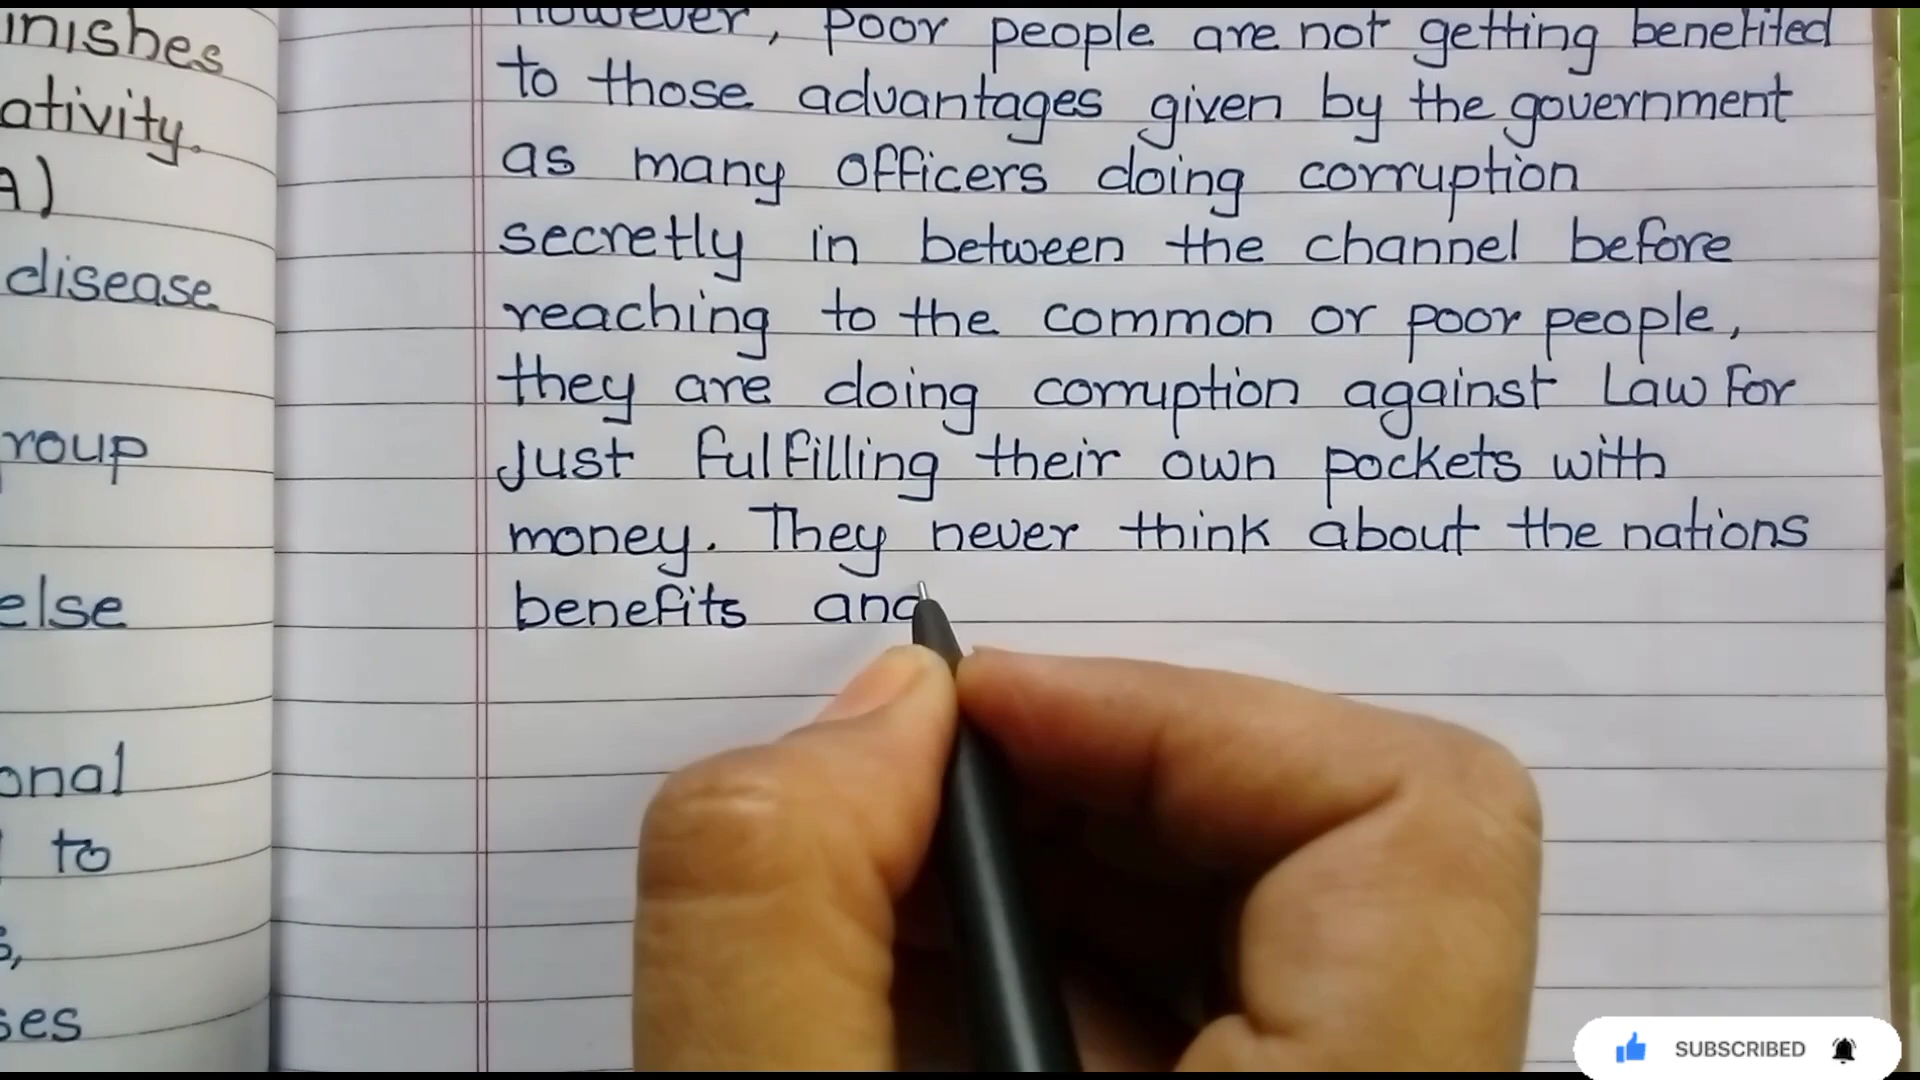 inishes
ativity.
A)
disease
roup
else
onal
to
s,
ses
However, poor people are not getting benefited
to those advantages given by the government
as many officers doing corruption
secretly in between the channel before
reaching to the common or poor people,
they are doing corruption against Law for
just fulfilling their own pockets with
money. They never think about the nations
benefits and
SUBSCRIBED